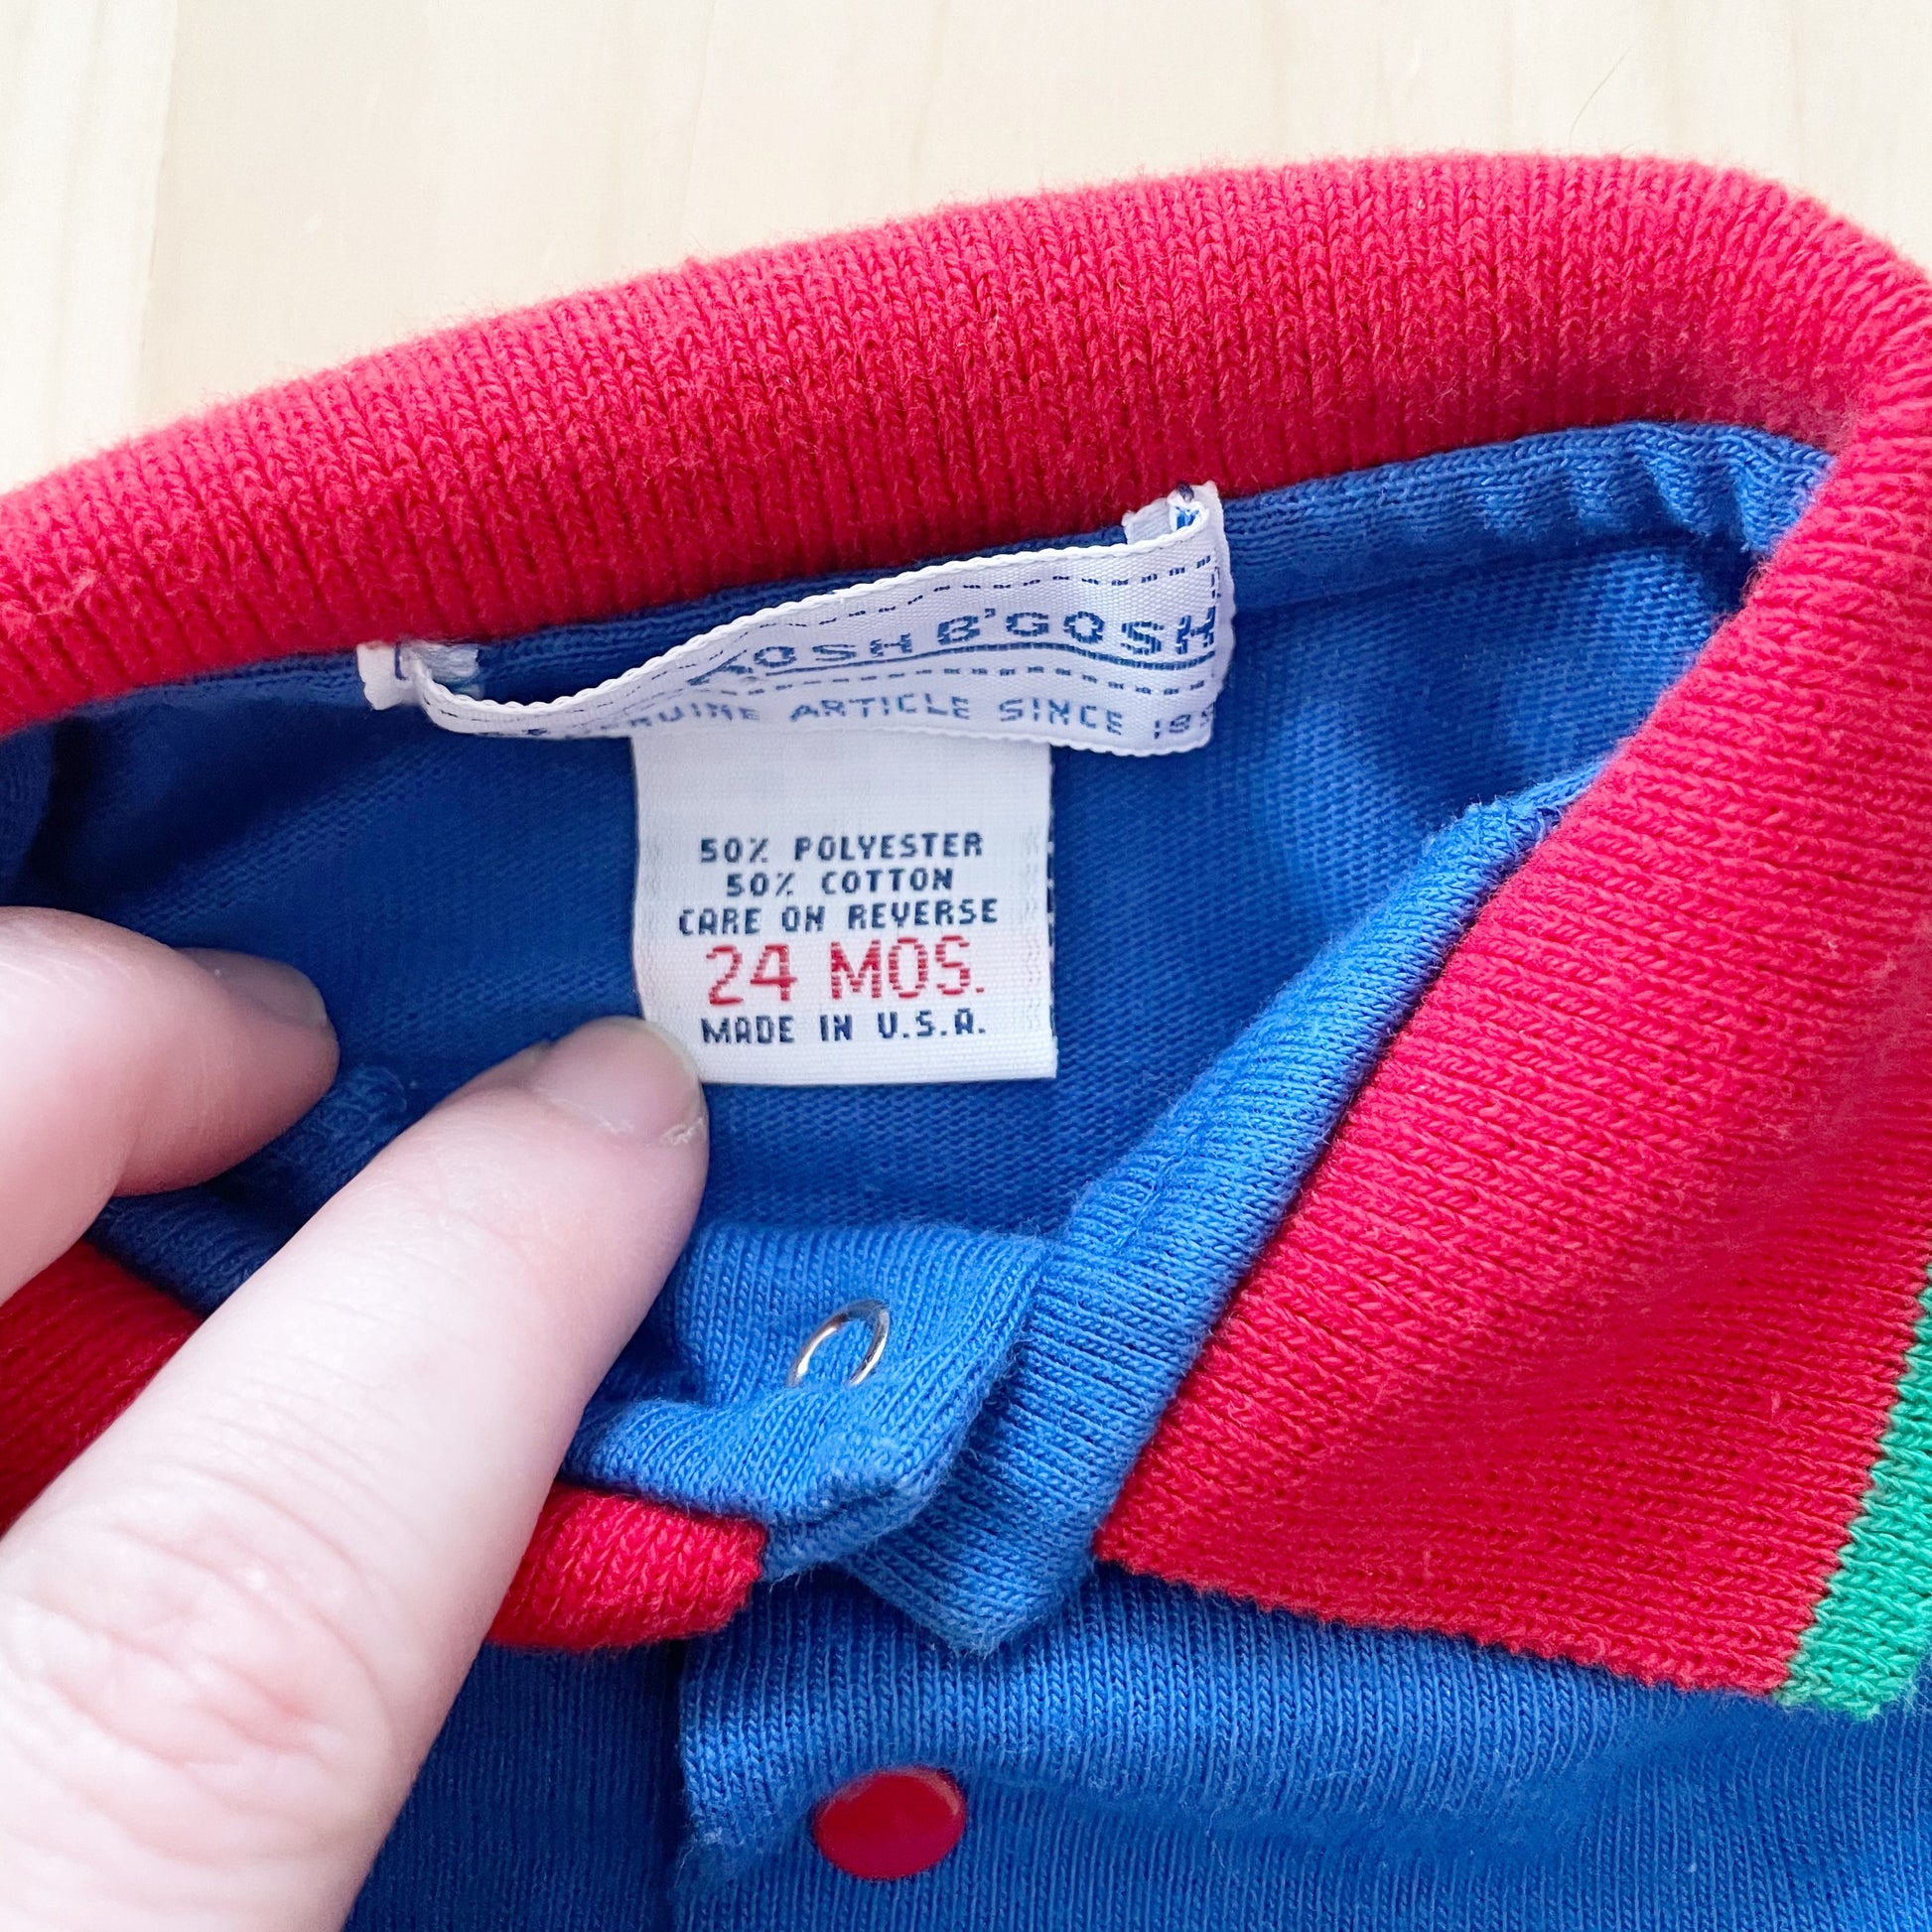 OSH B'GOSH
ARTICLE SINCE
50% POLYESTER
50% COTTON
CARE ON REVERSE
24 MOS.
MADE IN U.S.A.